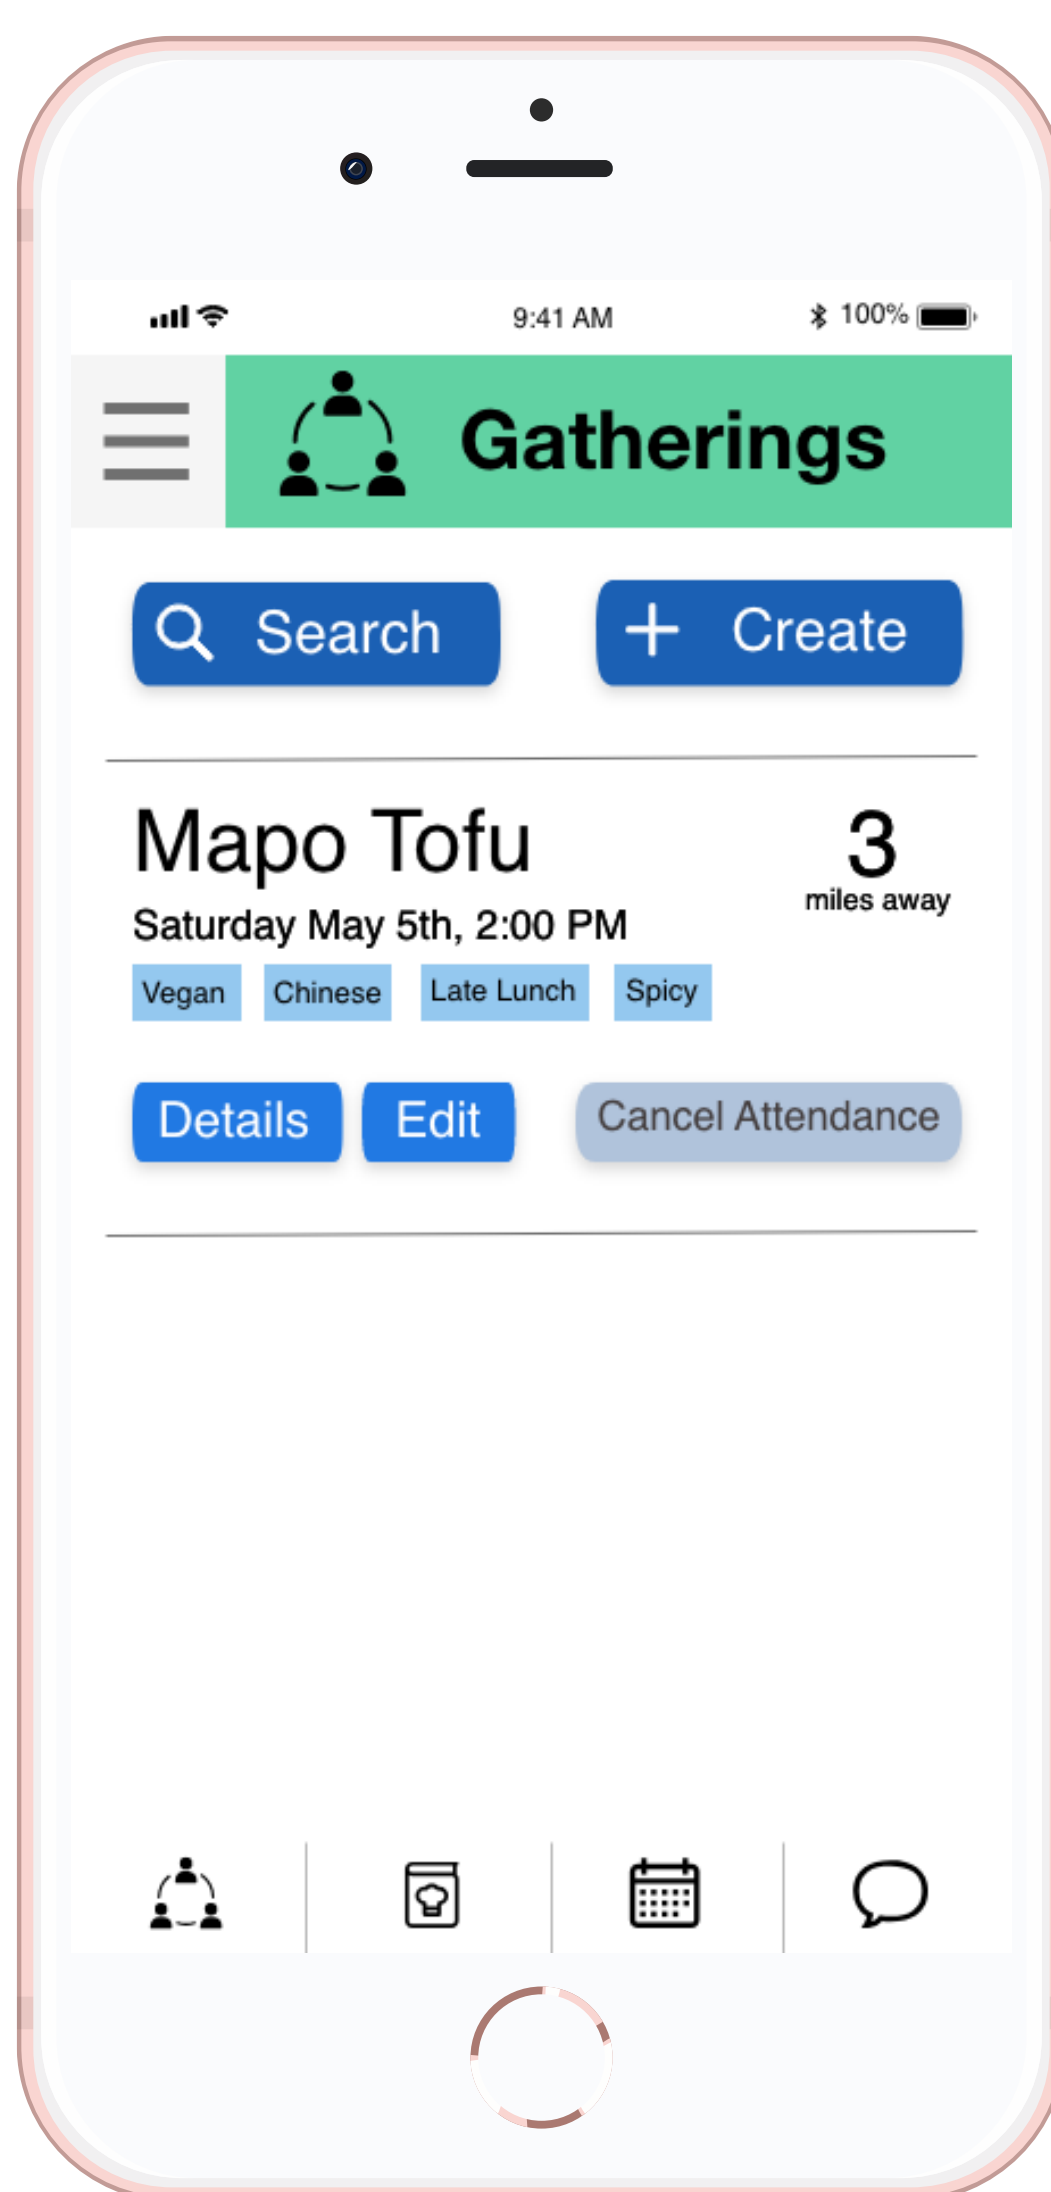 9:41 AM 100%
Gatherings
Search Create
Mapo Tofu 3
miles away
Saturday May 5th, 2:00 PM
Vegan Chinese Late Lunch Spicy
Details Edit Cancel Attendance